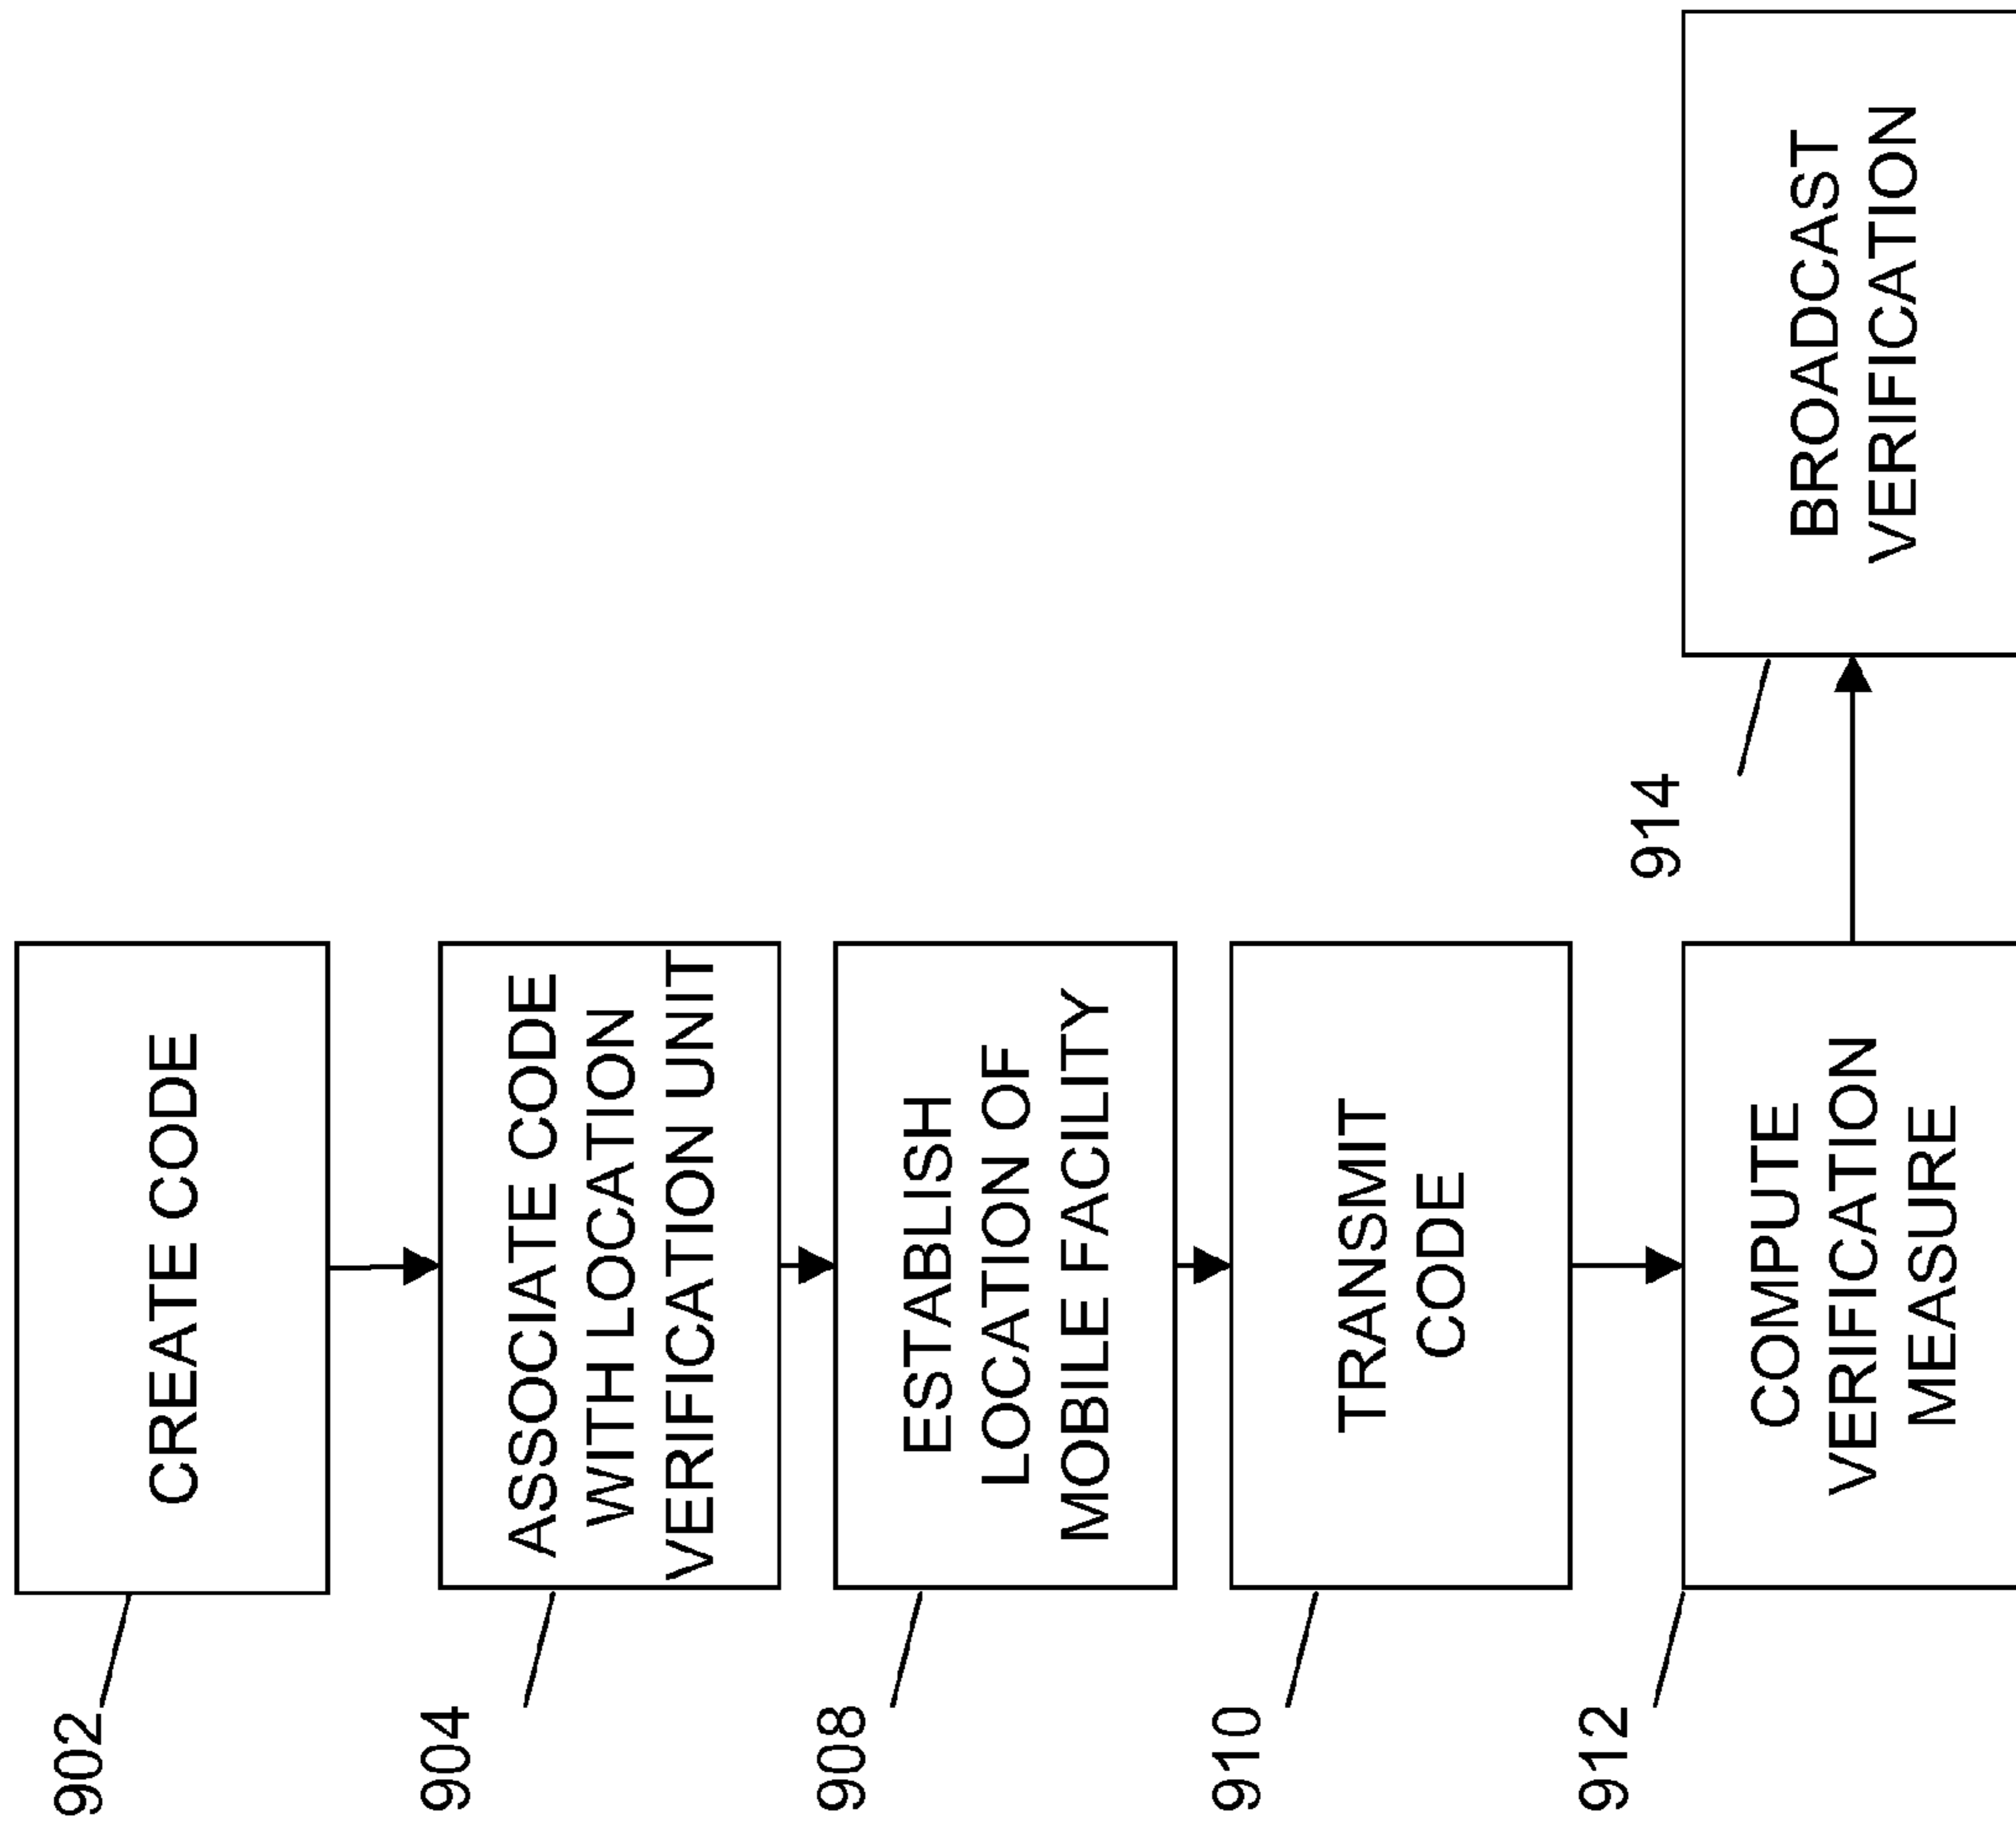 902
CREATE CODE
904
ASSOCIATE CODE
WITH LOCATION
VERIFICATION UNIT
908
ESTABLISH
LOCATION OF
MOBILE FACILITY
910
TRANSMIT
CODE
912
COMPUTE
VERIFICATION
MEASURE
914
BROADCAST
VERIFICATION